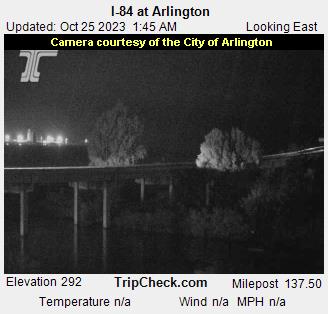 I-84 at Arlington
Updated: Oct 25 2023 1:45 AM Looking East
Camera courtesy of the City of Arlington
Elevation 292 TripCheck.com Milepost 137.50
Temperature n/a Wind n/a MPH n/a